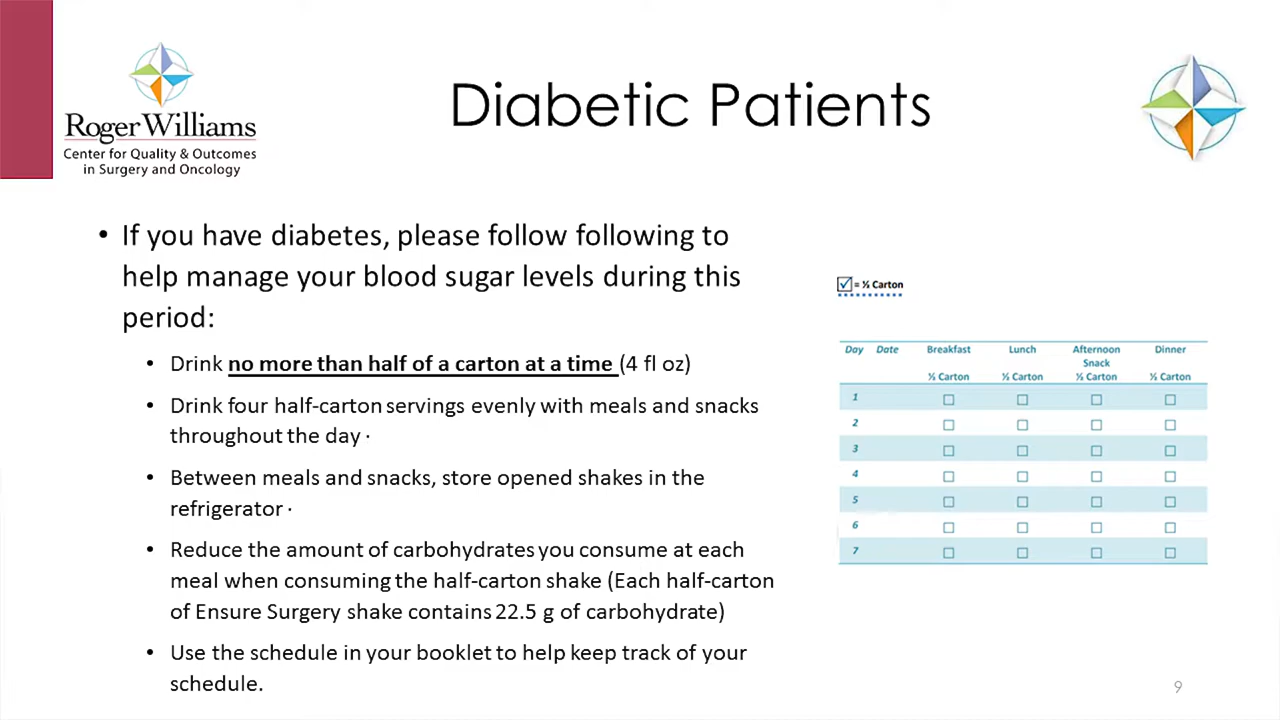 Roger Williams
Center for Quality & Outcomes
in Surgery and Oncology
Diabetic Patients
• If you have diabetes, please follow following to
help manage your blood sugar levels during this
period:
• Drink no more than half of a carton at a time (4 fl oz)
• Drink four half-carton servings evenly with meals and snacks
throughout the day ·
• Between meals and snacks, store opened shakes in the
refrigerator ·
• Reduce the amount of carbohydrates you consume at each
meal when consuming the half-carton shake (Each half-carton
of Ensure Surgery shake contains 22.5 g of carbohydrate)
• Use the schedule in your booklet to help keep track of your
schedule.
☑ = ½ Carton
Day Date Breakfast Lunch Afternoon Dinner
Snack
½ Carton ½ Carton ½ Carton ½ Carton
1 ☐ ☐ ☐ ☐
2 ☐ ☐ ☐ ☐
3 ☐ ☐ ☐ ☐
4 ☐ ☐ ☐ ☐
5 ☐ ☐ ☐ ☐
6 ☐ ☐ ☐ ☐
7 ☐ ☐ ☐ ☐
9